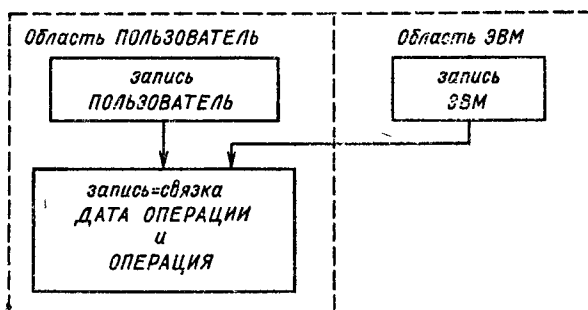 Область ПОЛЬЗОВАТЕЛЬ
Область ЭВМ
запись
ПОЛЬЗОВАТЕЛЬ
запись
ЭВМ
запись=связка
ДАТА ОПЕРАЦИИ
и
ОПЕРАЦИЯ